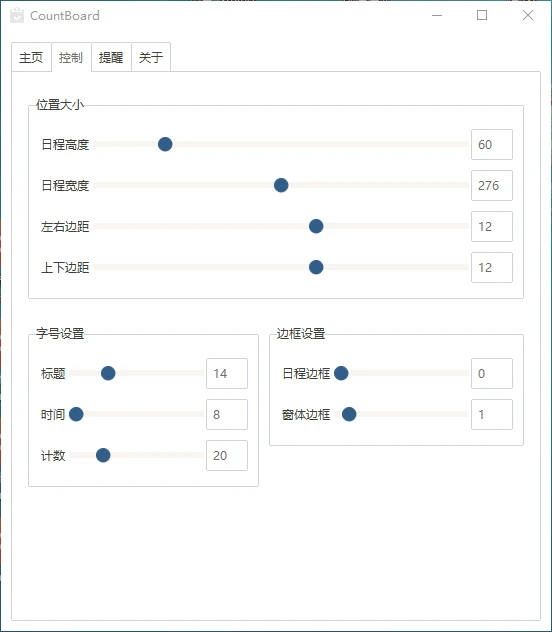 CountBoard
主页 控制 提醒 关于
位置大小
日程高度 60
日程宽度 276
左右边距 12
上下边距 12
字号设置
标题 14
时间 8
计数 20
边框设置
日程边框 0
窗体边框 1